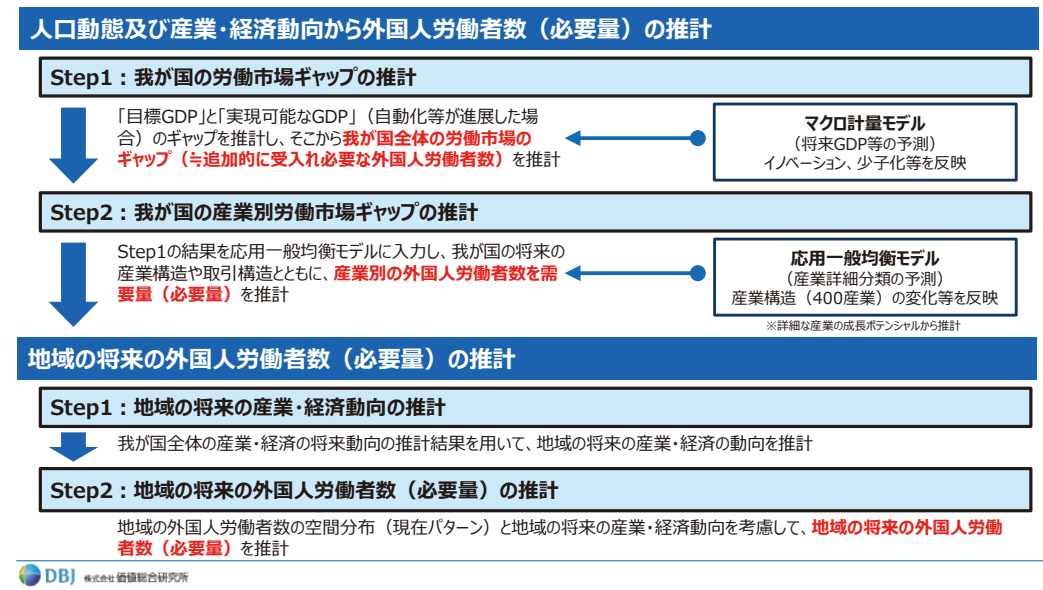 人口動態及び産業・経済動向から外国人労働者数（必要量）の推計
Step1：我が国の労働市場ギャップの推計
「目標GDP」と「実現可能なGDP」（自動化等が進展した場
合）のギャップを推計し、そこから我が国全体の労働市場の
ギャップ（≒追加的に受入れ必要な外国人労働者数）を推計
マクロ計量モデル
（将来GDP等の予測）
イノベーション、少子化等を反映
Step2：我が国の産業別労働市場ギャップの推計
Step1の結果を応用一般均衡モデルに入力し、我が国の将来の
産業構造や取引構造とともに、産業別の外国人労働者数を需
要量（必要量）を推計
応用一般均衡モデル
（産業詳細分類の予測）
産業構造（400産業）の変化等を反映
※詳細な産業の成長ポテンシャルから推計
地域の将来の外国人労働者数（必要量）の推計
Step1：地域の将来の産業・経済動向の推計
我が国全体の産業・経済の将来動向の推計結果を用いて、地域の将来の産業・経済の動向を推計
Step2：地域の将来の外国人労働者数（必要量）の推計
地域の外国人労働者数の空間分布（現在パターン）と地域の将来の産業・経済動向を考慮して、地域の将来の外国人労働
者数（必要量）を推計
DBJ 株式会社価値総合研究所